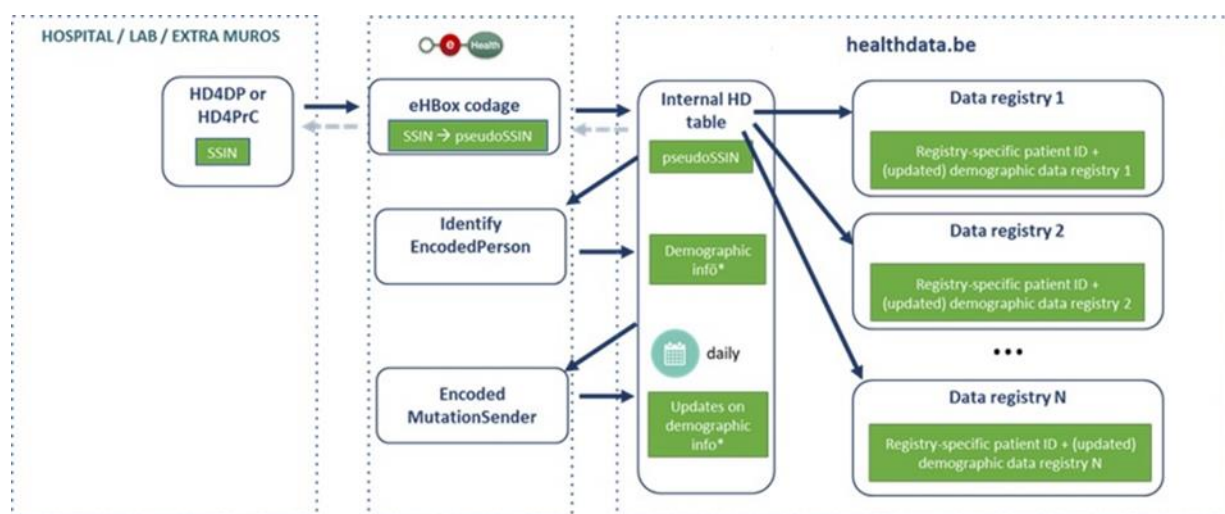 HOSPITAL / LAB / EXTRA MUROS
HD4DP or
HD4PrC
SSIN
e Health
eHBox codage
SSIN → pseudoSSIN
Identify
EncodedPerson
Encoded
MutationSender
healthdata.be
Internal HD
table
pseudoSSIN
Demographic
info*
daily
Updates on
demographic
info*
Data registry 1
Registry-specific patient ID +
(updated) demographic data registry 1
Data registry 2
Registry-specific patient ID +
(updated) demographic data registry 2
...
Data registry N
Registry-specific patient ID + (updated)
demographic data registry N